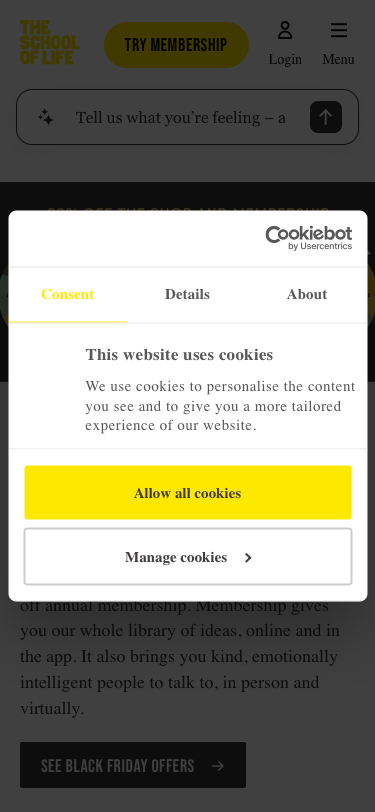 THE
SCHOOL
OF LIFE
TRY MEMBERSHIP
Login
Menu
Tell us what you're feeling – a
Cookiebot
by Usercentrics
Consent
Details
About
This website uses cookies
We use cookies to personalise the content
you see and to give you a more tailored
experience of our website.
Allow all cookies
Manage cookies
off annual membership. Membership gives
you our whole library of ideas, online and in
the app. It also brings you kind, emotionally
intelligent people to talk to, in person and
virtually.
SEE BLACK FRIDAY OFFERS